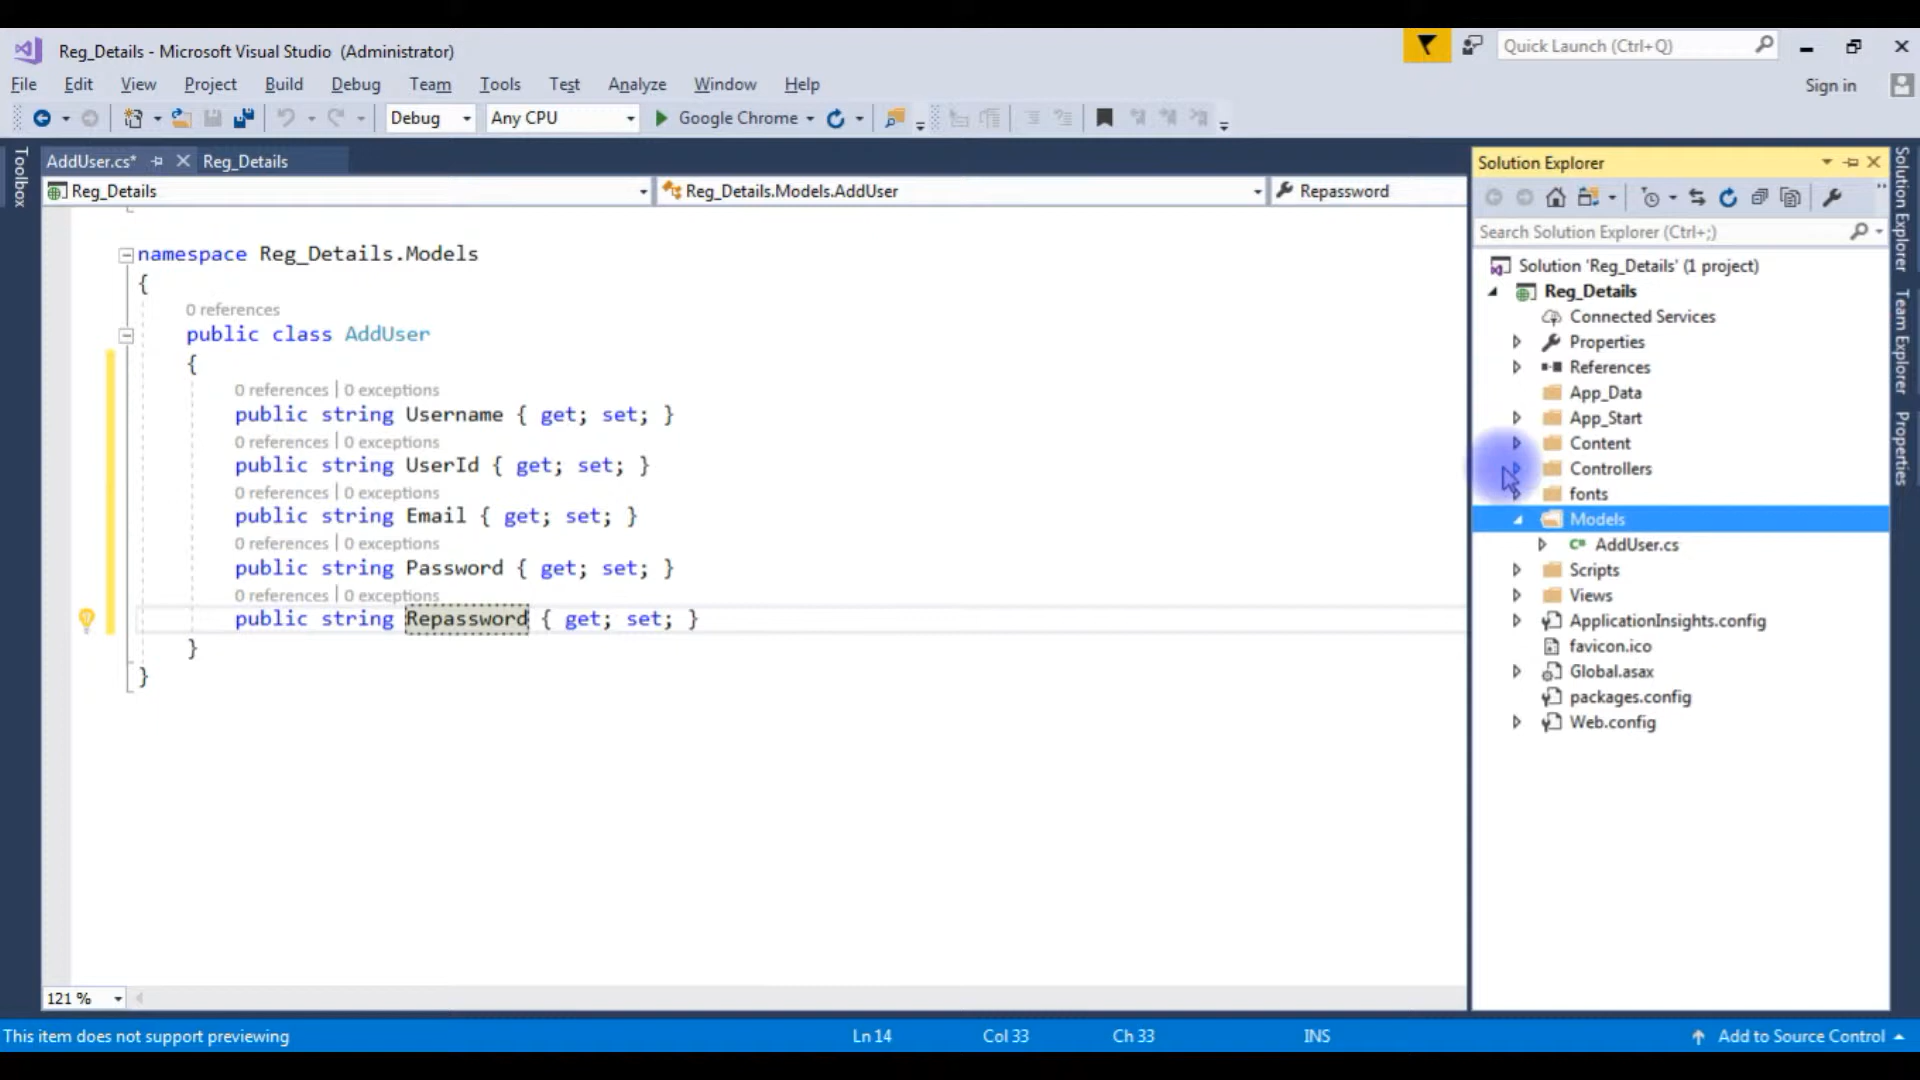 Reg_Details - Microsoft Visual Studio (Administrator)
Quick Launch (Ctrl+Q)
File Edit View Project Build Debug Team Tools Test Analyze Window Help
Sign in
Debug Any CPU Google Chrome
Toolbox
AddUser.cs* Reg_Details
Reg_Details Reg_Details.Models.AddUser Repassword
namespace Reg_Details.Models
{
0 references
public class AddUser
{
0 references | 0 exceptions
public string Username { get; set; }
0 references | 0 exceptions
public string UserId { get; set; }
0 references | 0 exceptions
public string Email { get; set; }
0 references | 0 exceptions
public string Password { get; set; }
0 references | 0 exceptions
public string Repassword { get; set; }
}
}
121 %
Solution Explorer
Search Solution Explorer (Ctrl+;)
Solution 'Reg_Details' (1 project)
Reg_Details
Connected Services
Properties
References
App_Data
App_Start
Content
Controllers
fonts
Models
C# AddUser.cs
Scripts
Views
ApplicationInsights.config
favicon.ico
Global.asax
packages.config
Web.config
Solution Explorer
Team Explorer
Properties
This item does not support previewing Ln 14 Col 33 Ch 33 INS Add to Source Control